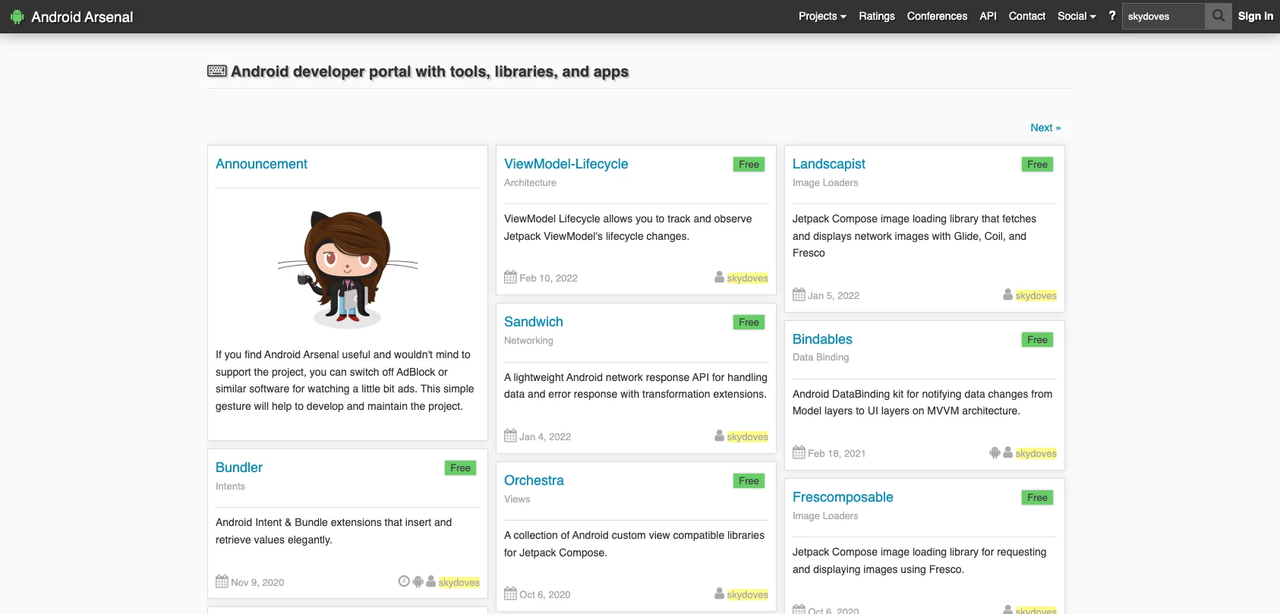 Android Arsenal
Projects
Ratings
Conferences
API
Contact
Social
?
skydoves
Sign in
Android developer portal with tools, libraries, and apps
Next »
Announcement
If you find Android Arsenal useful and wouldn't mind to
support the project, you can switch off AdBlock or
similar software for watching a little bit ads. This simple
gesture will help to develop and maintain the project.
Bundler
Free
Intents
Android Intent & Bundle extensions that insert and
retrieve values elegantly.
Nov 9, 2020
skydoves
ViewModel-Lifecycle
Free
Architecture
ViewModel Lifecycle allows you to track and observe
Jetpack ViewModel's lifecycle changes.
Feb 10, 2022
skydoves
Sandwich
Free
Networking
A lightweight Android network response API for handling
data and error response with transformation extensions.
Jan 4, 2022
skydoves
Orchestra
Free
Views
A collection of Android custom view compatible libraries
for Jetpack Compose.
Oct 6, 2020
skydoves
Landscapist
Free
Image Loaders
Jetpack Compose image loading library that fetches
and displays network images with Glide, Coil, and
Fresco
Jan 5, 2022
skydoves
Bindables
Free
Data Binding
Android DataBinding kit for notifying data changes from
Model layers to UI layers on MVVM architecture.
Feb 18, 2021
skydoves
Frescomposable
Free
Image Loaders
Jetpack Compose image loading library for requesting
and displaying images using Fresco.
Oct 6, 2020
skydoves